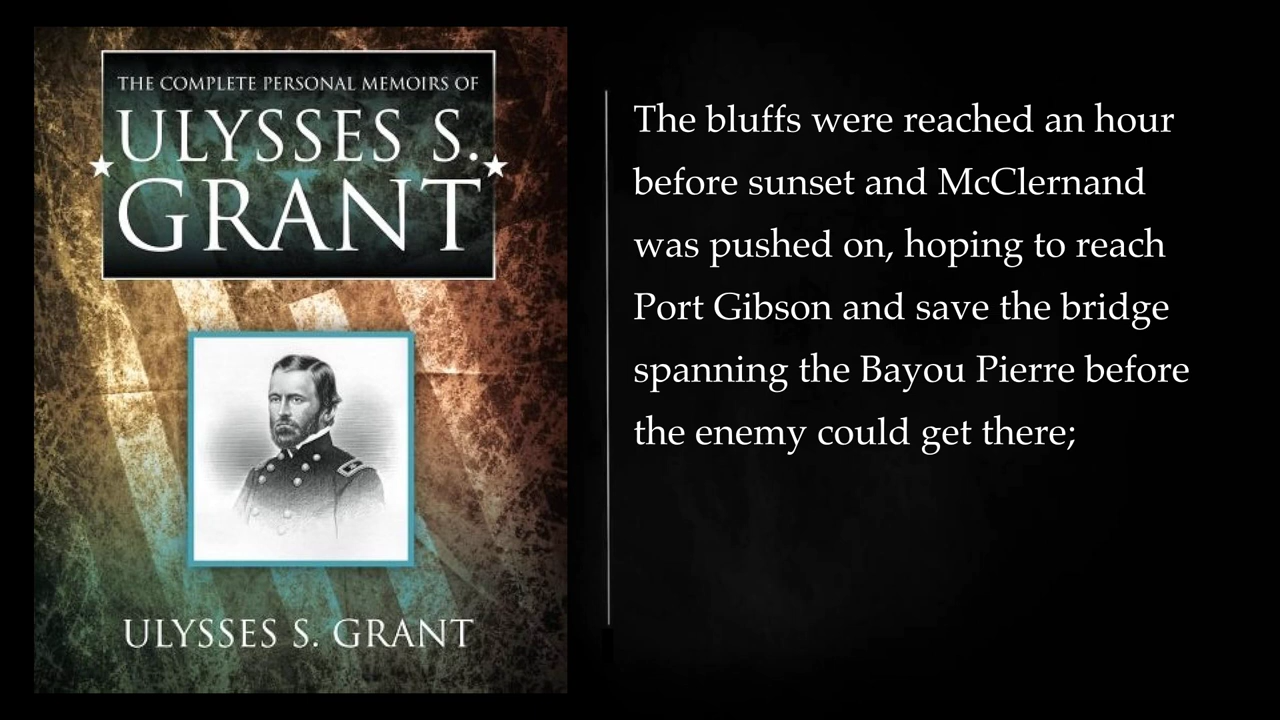 THE COMPLETE PERSONAL MEMOIRS OF
ULYSSES S.
GRANT
ULYSSES S. GRANT
The bluffs were reached an hour
before sunset and McClernand
was pushed on, hoping to reach
Port Gibson and save the bridge
spanning the Bayou Pierre before
the enemy could get there;